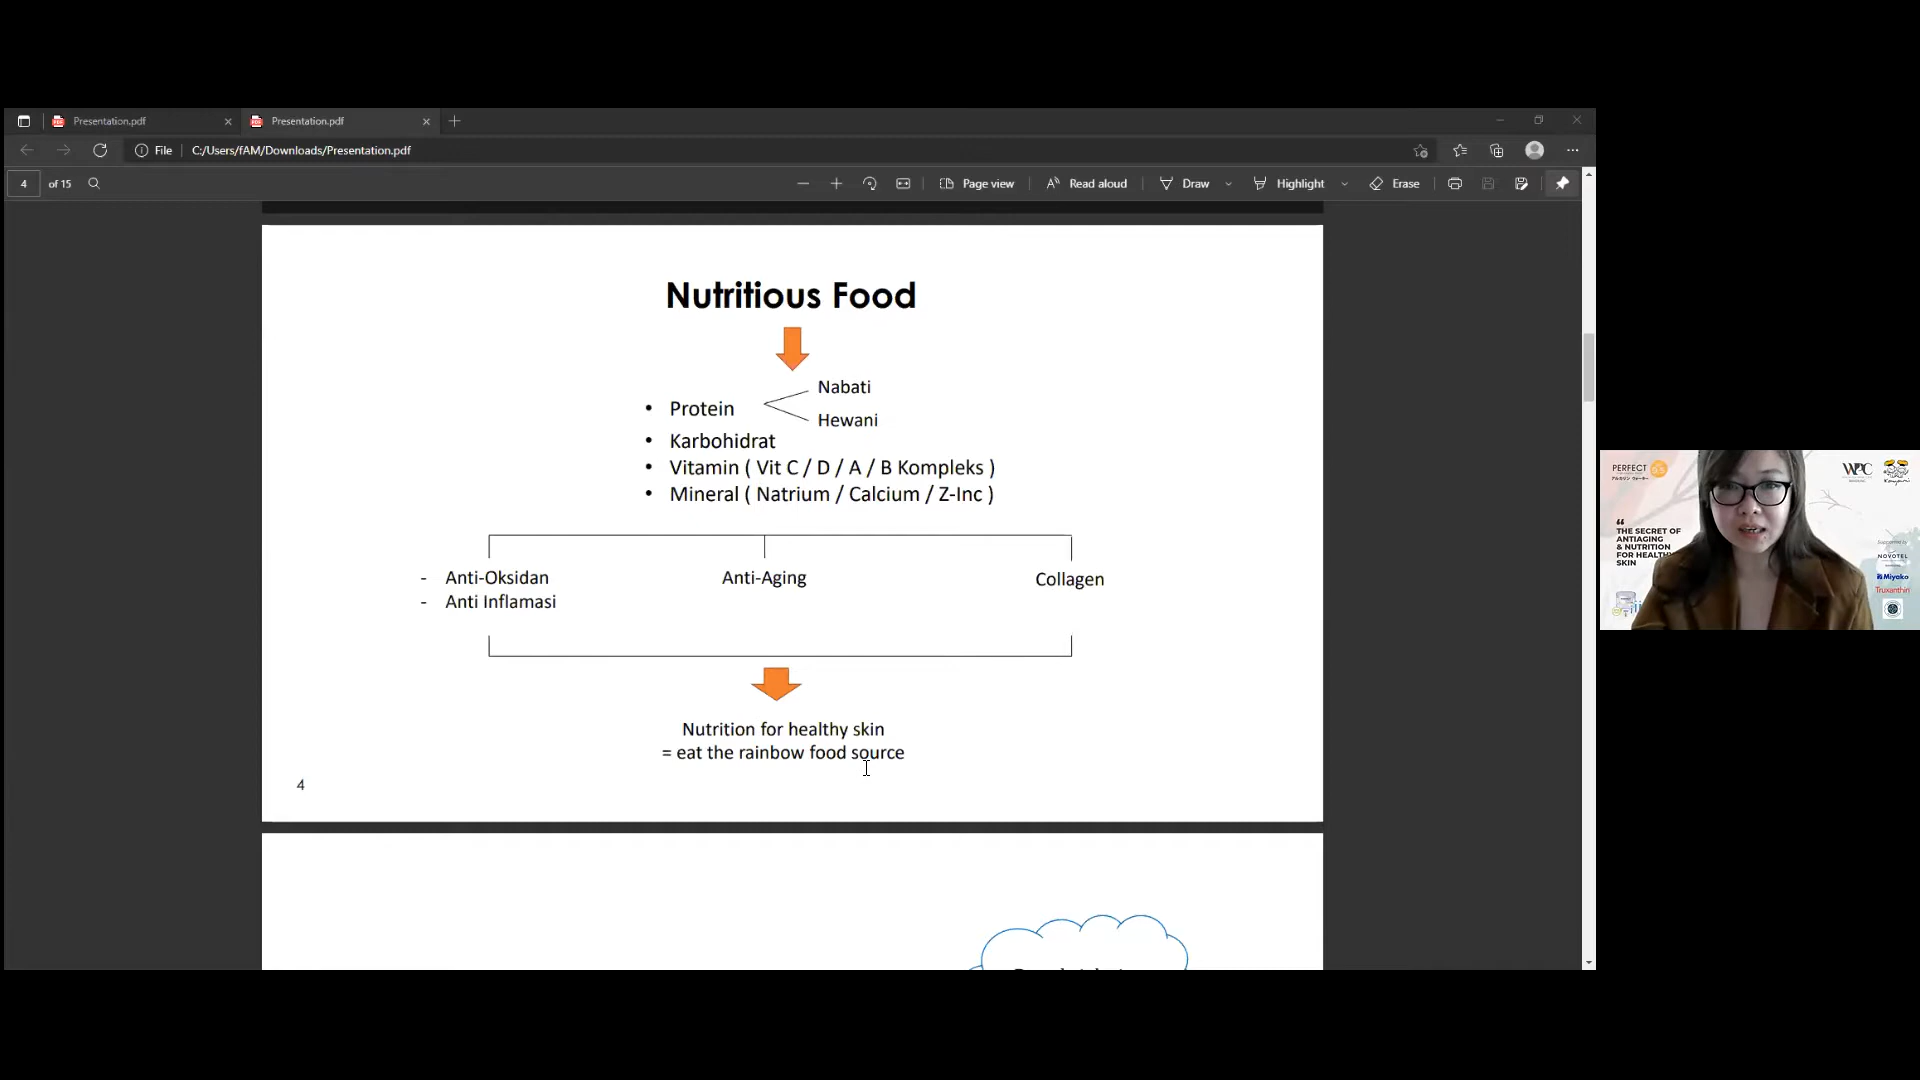 Presentation.pdf
Presentation.pdf
File
C:/Users/fAM/Downloads/Presentation.pdf
4 of 15
Page view
Read aloud
Draw
Highlight
Erase
Nutritious Food
• Protein
Nabati
Hewani
• Karbohidrat
• Vitamin ( Vit C / D / A / B Kompleks )
• Mineral ( Natrium / Calcium / Z-Inc )
- Anti-Oksidan
- Anti Inflamasi
Anti-Aging
Collagen
Nutrition for healthy skin
= eat the rainbow food source
4
PERFECT
WPC
“
THE SECRET OF
ANTIAGING
& NUTRITION
FOR HEALTHY
SKIN
NOVOTEL
Miyako
Truxanthin